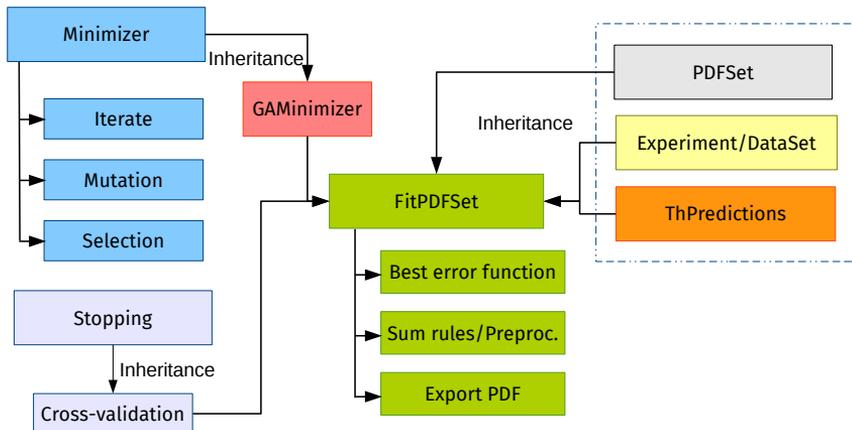 Minimizer
Inheritance
GAMinimizer
Iterate
Mutation
Selection
Stopping
Inheritance
Cross-validation
PDFSet
Inheritance
Experiment/DataSet
ThPredictions
FitPDFSet
Best error function
Sum rules/Preproc.
Export PDF